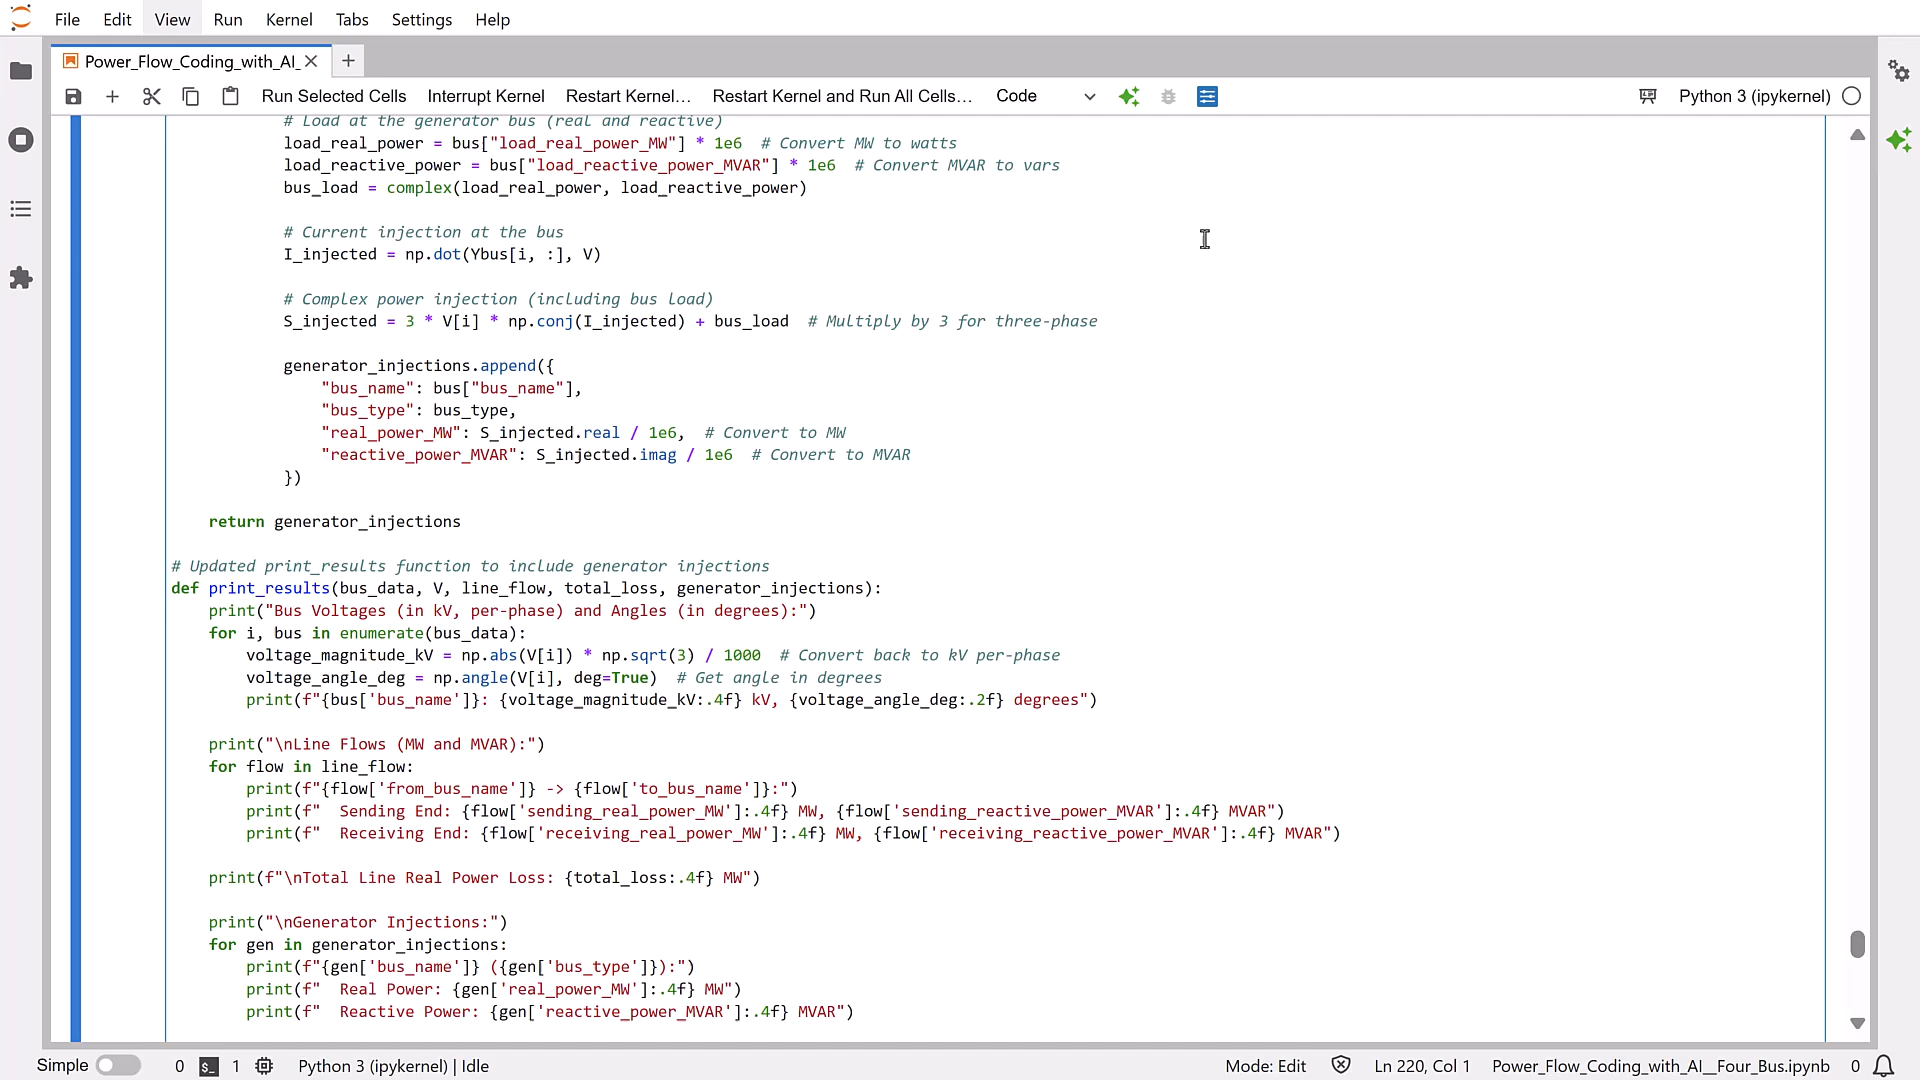 File Edit View Run Kernel Tabs Settings Help
Power_Flow_Coding_with_AI_
Run Selected Cells Interrupt Kernel Restart Kernel… Restart Kernel and Run All Cells… Code Python 3 (ipykernel)
# Load at the generator bus (real and reactive)
load_real_power = bus["load_real_power_MW"] * 1e6  # Convert MW to watts
load_reactive_power = bus["load_reactive_power_MVAR"] * 1e6  # Convert MVAR to vars
bus_load = complex(load_real_power, load_reactive_power)
# Current injection at the bus
I_injected = np.dot(Ybus[i, :], V)
# Complex power injection (including bus load)
S_injected = 3 * V[i] * np.conj(I_injected) + bus_load  # Multiply by 3 for three-phase
generator_injections.append({
"bus_name": bus["bus_name"],
"bus_type": bus_type,
"real_power_MW": S_injected.real / 1e6,  # Convert to MW
"reactive_power_MVAR": S_injected.imag / 1e6  # Convert to MVAR
})
return generator_injections
# Updated print_results function to include generator injections
def print_results(bus_data, V, line_flow, total_loss, generator_injections):
print("Bus Voltages (in kV, per-phase) and Angles (in degrees):")
for i, bus in enumerate(bus_data):
voltage_magnitude_kV = np.abs(V[i]) * np.sqrt(3) / 1000  # Convert back to kV per-phase
voltage_angle_deg = np.angle(V[i], deg=True)  # Get angle in degrees
print(f"{bus['bus_name']}: {voltage_magnitude_kV:.4f} kV, {voltage_angle_deg:.2f} degrees")
print("\nLine Flows (MW and MVAR):")
for flow in line_flow:
print(f"{flow['from_bus_name']} -> {flow['to_bus_name']}:")
print(f"  Sending End: {flow['sending_real_power_MW']:.4f} MW, {flow['sending_reactive_power_MVAR']:.4f} MVAR")
print(f"  Receiving End: {flow['receiving_real_power_MW']:.4f} MW, {flow['receiving_reactive_power_MVAR']:.4f} MVAR")
print(f"\nTotal Line Real Power Loss: {total_loss:.4f} MW")
print("\nGenerator Injections:")
for gen in generator_injections:
print(f"{gen['bus_name']} ({gen['bus_type']}):")
print(f"  Real Power: {gen['real_power_MW']:.4f} MW")
print(f"  Reactive Power: {gen['reactive_power_MVAR']:.4f} MVAR")
Simple 0 1 Python 3 (ipykernel) | Idle Mode: Edit Ln 220, Col 1 Power_Flow_Coding_with_AI__Four_Bus.ipynb 0